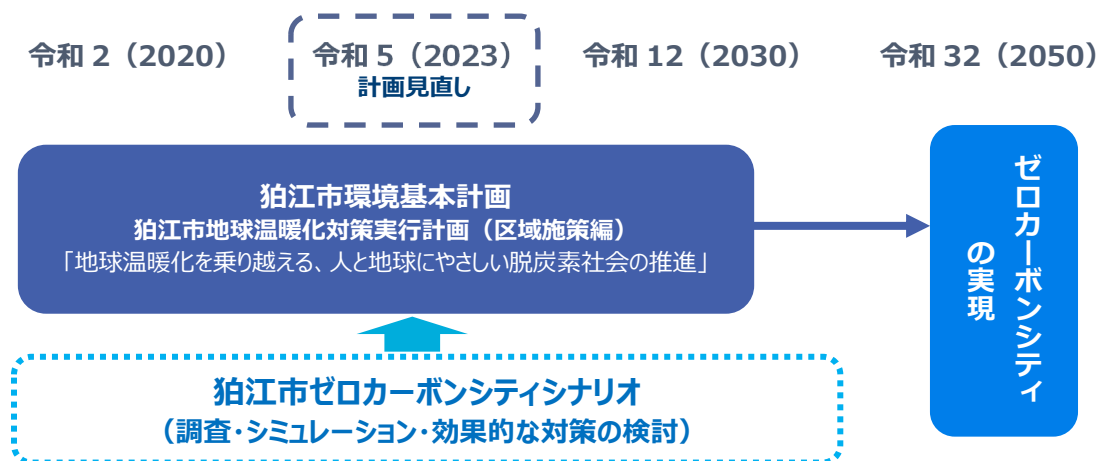 令和 2（2020）
令和 5（2023）
計画見直し
令和 12（2030）
令和 32（2050）
狛江市環境基本計画
狛江市地球温暖化対策実行計画（区域施策編）
「地球温暖化を乗り越える、人と地球にやさしい脱炭素社会の推進」
ゼロカーボンシティ
の実現
狛江市ゼロカーボンシティシナリオ
（調査・シミュレーション・効果的な対策の検討）